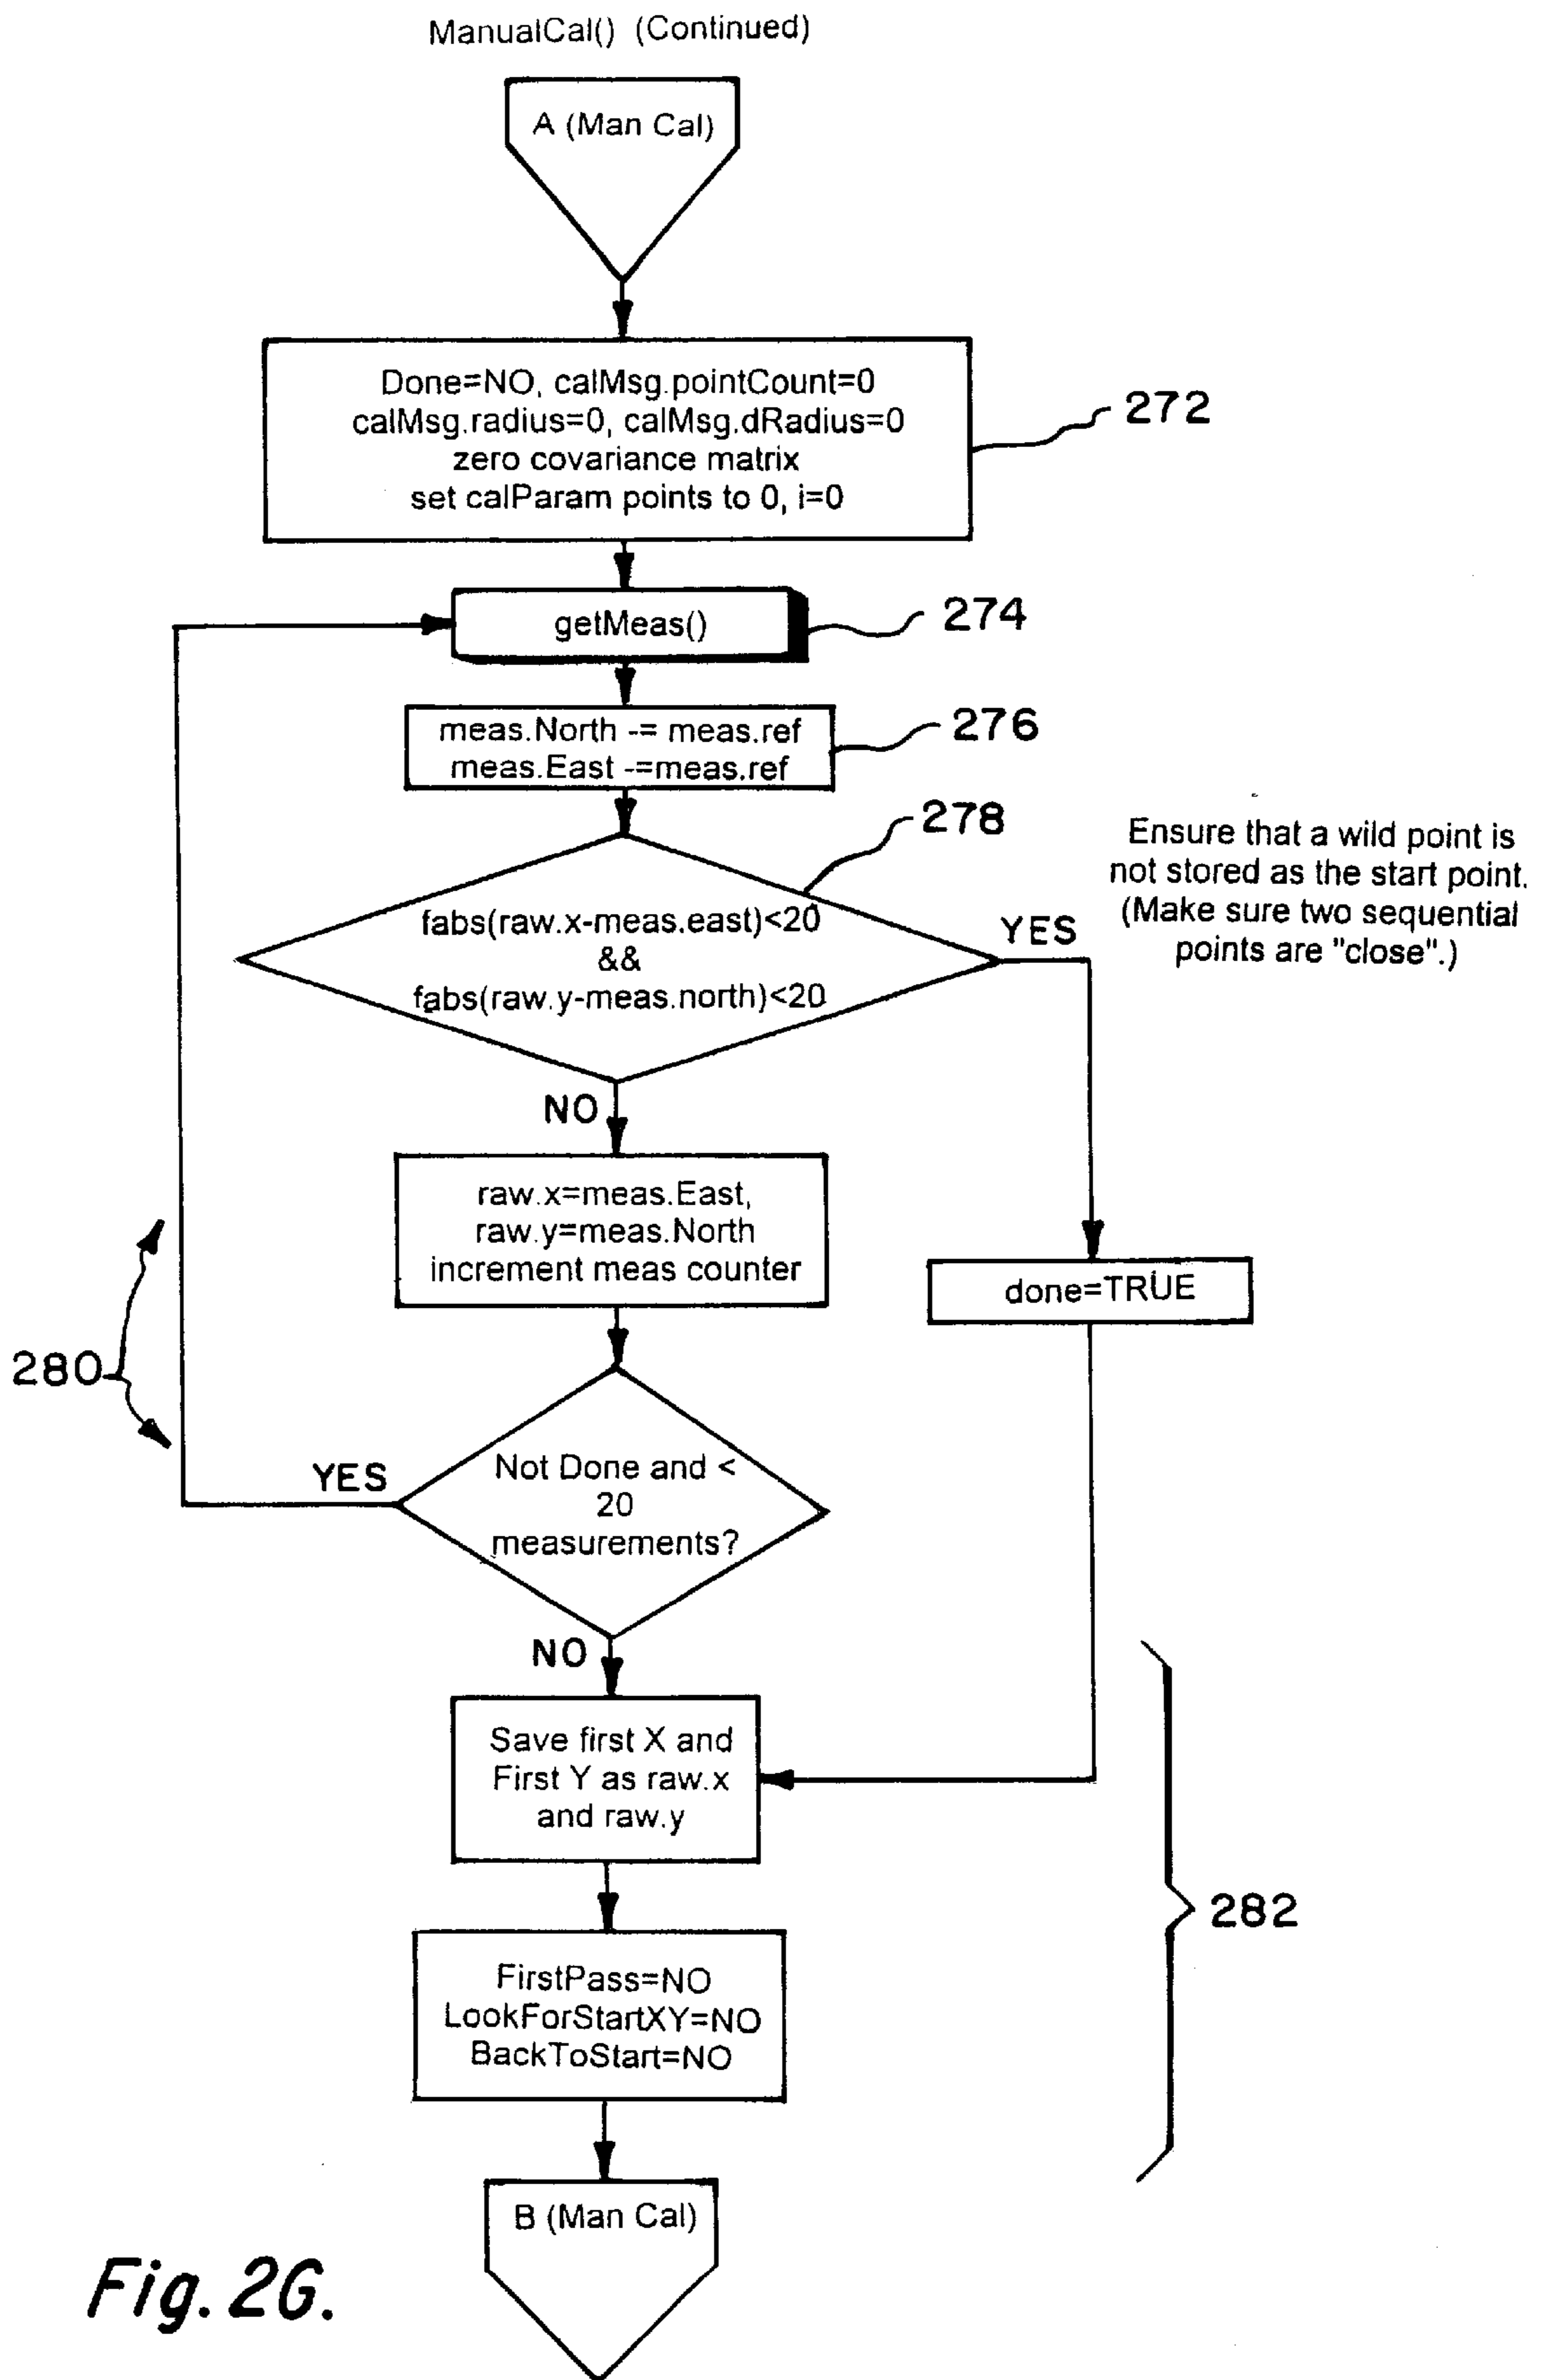 ManualCal() (Continued)
A (Man Cal)
Done=NO, calMsg.pointCount=0
calMsg.radius=0, calMsg.dRadius=0
zero covariance matrix
set calParam points to 0, i=0
272
getMeas()
274
meas.North -= meas.ref
meas.East -=meas.ref
276
278
Ensure that a wild point is
not stored as the start point.
(Make sure two sequential
points are "close".)
fabs(raw.x-meas.east)<20
&&
fabs(raw.y-meas.north)<20
YES
NO
raw.x=meas.East,
raw.y=meas.North
increment meas counter
done=TRUE
280
YES
Not Done and <
20
measurements?
NO
Save first X and
First Y as raw.x
and raw.y
282
FirstPass=NO
LookForStartXY=NO
BackToStart=NO
B (Man Cal)
Fig. 2G.